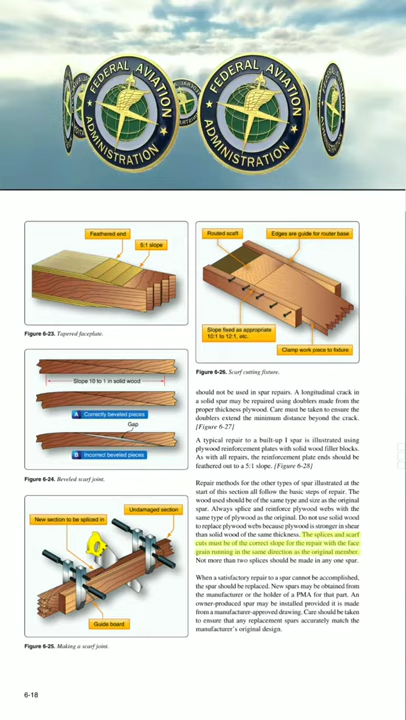 FEDERAL AVIATION
ADMINISTRATION
FEDERAL AVIATION
ADMINISTRATION
Feathered end
5:1 slope
Figure 6-23. Tapered faceplate.
Slope 10 to 1 in solid wood
A Correctly beveled pieces
Gap
B Incorrect beveled pieces
Figure 6-24. Beveled scarf joint.
New section to be spliced in
Undamaged section
Guide board
Figure 6-25. Making a scarf joint.
Routed scaft
Edges are guide for router base
Slope fixed as appropriate
10:1 to 12:1, etc.
Clamp work piece to fixture
Figure 6-26. Scarf cutting fixture.
should not be used in spar repairs. A longitudinal crack in
a solid spar may be repaired using doublers made from the
proper thickness plywood. Care must be taken to ensure the
doublers extend the minimum distance beyond the crack.
[Figure 6-27]
A typical repair to a built-up I spar is illustrated using
plywood reinforcement plates with solid wood filler blocks.
As with all repairs, the reinforcement plate ends should be
feathered out to a 5:1 slope. [Figure 6-28]
Repair methods for the other types of spar illustrated at the
start of this section all follow the basic steps of repair. The
wood used should be of the same type and size as the original
spar. Always splice and reinforce plywood webs with the
same type of plywood as the original. Do not use solid wood
to replace plywood webs because plywood is stronger in shear
than solid wood of the same thickness. The splices and scarf
cuts must be of the correct slope for the repair with the face
grain running in the same direction as the original member.
Not more than two splices should be made in any one spar.
When a satisfactory repair to a spar cannot be accomplished,
the spar should be replaced. New spars may be obtained from
the manufacturer or the holder of a PMA for that part. An
owner-produced spar may be installed provided it is made
from a manufacturer-approved drawing. Care should be taken
to ensure that any replacement spars accurately match the
manufacturer's original design.
6-18